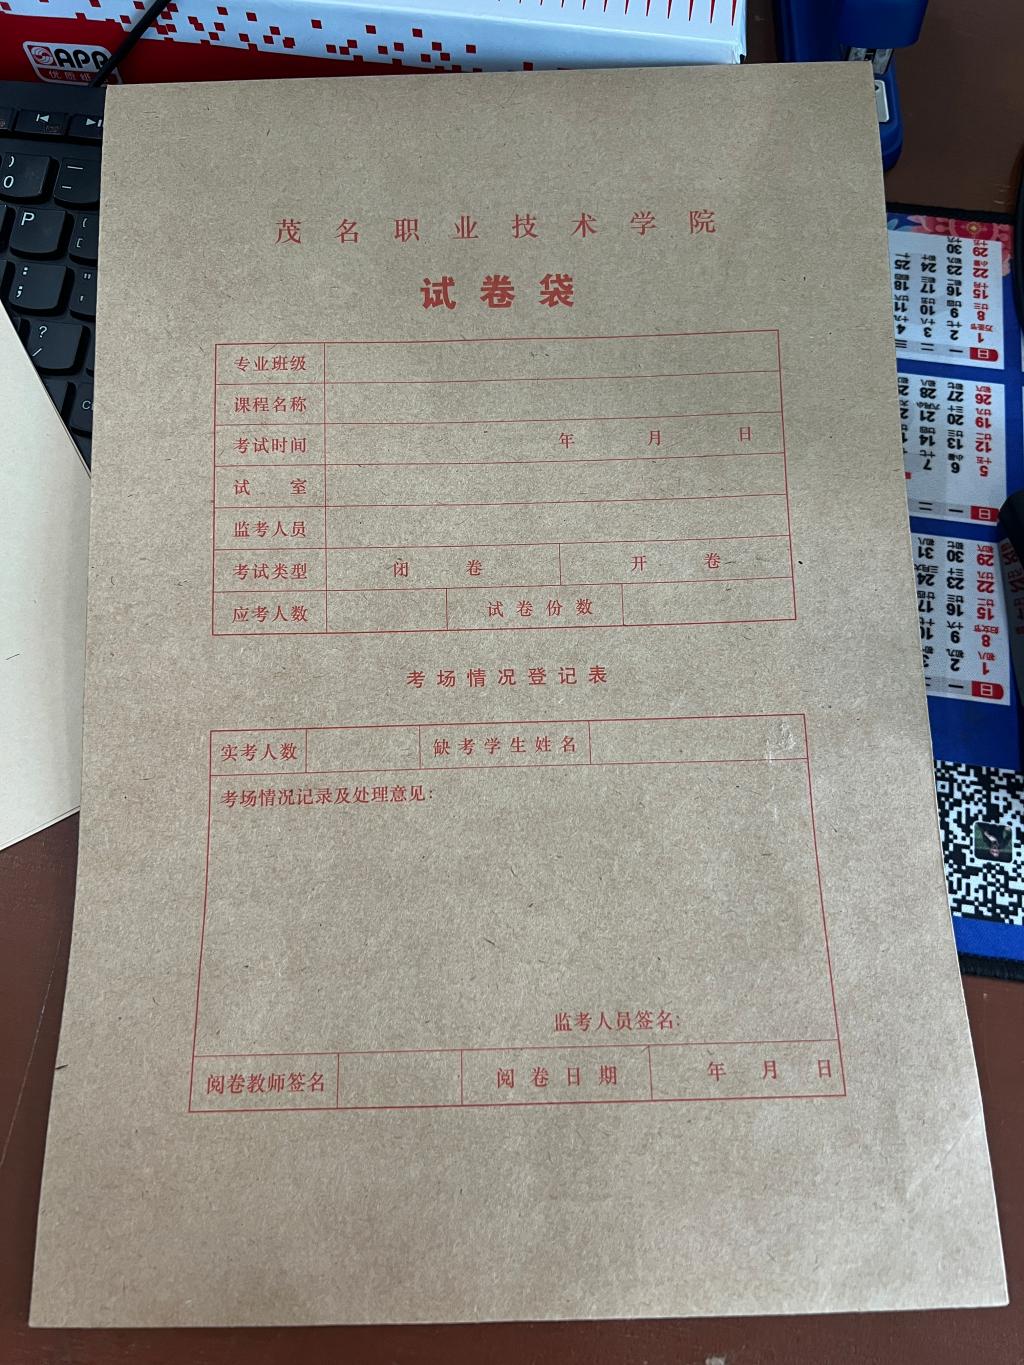 APP
优质纸
茂名职业技术学院
试卷袋
专业班级
课程名称
考试时间 年 月 日
试 室
监考人员
考试类型 闭 卷 开 卷
应考人数 试卷份数
考场情况登记表
实考人数 缺考学生姓名
考场情况记录及处理意见:
监考人员签名:
阅卷教师签名 阅卷日期 年 月 日